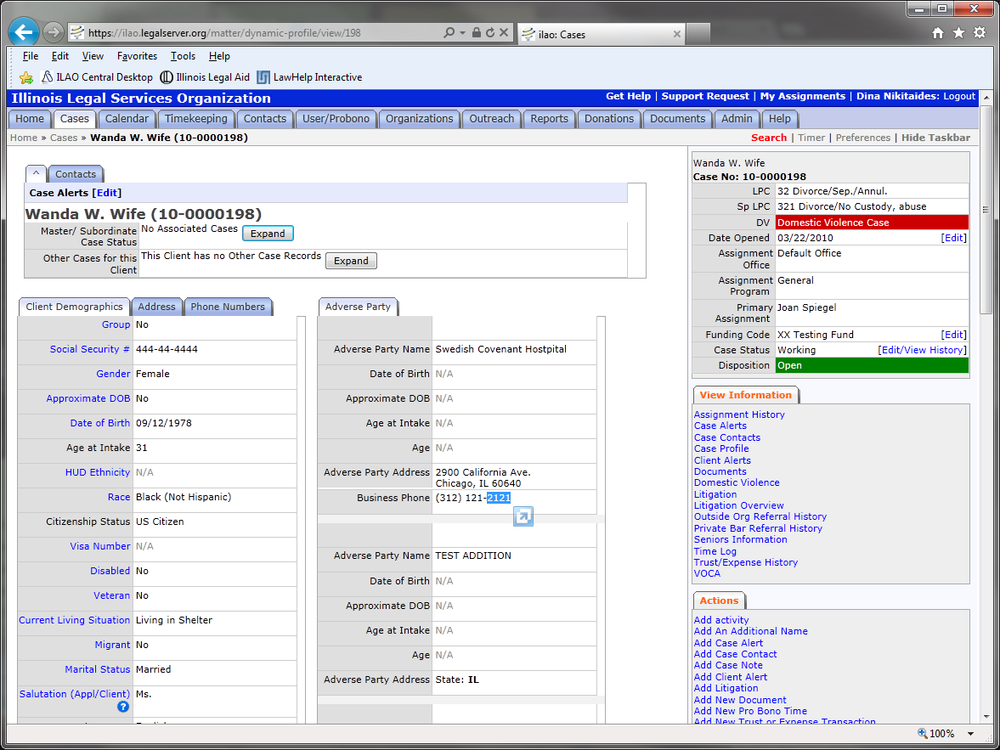 https://ilao.legalserver.org/matter/dynamic-profile/view/198
ilao: Cases
File Edit View Favorites Tools Help
ILAO Central Desktop Illinois Legal Aid LawHelp Interactive
Illinois Legal Services Organization
Get Help | Support Request | My Assignments | Dina Nikitaides: Logout
Home Cases Calendar Timekeeping Contacts User/Probono Organizations Outreach Reports Donations Documents Admin Help
Home » Cases » Wanda W. Wife (10-0000198)
Search | Timer | Preferences | Hide Taskbar
^ Contacts
Case Alerts [Edit]
Wanda W. Wife (10-0000198)
Master/ Subordinate Case Status No Associated Cases Expand
Other Cases for this Client This Client has no Other Case Records Expand
Client Demographics Address Phone Numbers
Group No
Social Security # 444-44-4444
Gender Female
Approximate DOB No
Date of Birth 09/12/1978
Age at Intake 31
HUD Ethnicity N/A
Race Black (Not Hispanic)
Citizenship Status US Citizen
Visa Number N/A
Disabled No
Veteran No
Current Living Situation Living in Shelter
Migrant No
Marital Status Married
Salutation (Appl/Client) Ms.
?
Adverse Party
Adverse Party Name Swedish Covenant Hostpital
Date of Birth N/A
Approximate DOB N/A
Age at Intake N/A
Age N/A
Adverse Party Address 2900 California Ave.
Chicago, IL 60640
Business Phone (312) 121-2121
Adverse Party Name TEST ADDITION
Date of Birth N/A
Approximate DOB N/A
Age at Intake N/A
Age N/A
Adverse Party Address State: IL
Wanda W. Wife
Case No: 10-0000198
LPC 32 Divorce/Sep./Annul.
Sp LPC 321 Divorce/No Custody, abuse
DV Domestic Violence Case
Date Opened 03/22/2010 [Edit]
Assignment Office Default Office
Assignment Program General
Primary Assignment Joan Spiegel
Funding Code XX Testing Fund [Edit]
Case Status Working [Edit/View History]
Disposition Open
View Information
Assignment History
Case Alerts
Case Contacts
Case Profile
Client Alerts
Documents
Domestic Violence
Litigation
Litigation Overview
Outside Org Referral History
Private Bar Referral History
Seniors Information
Time Log
Trust/Expense History
VOCA
Actions
Add activity
Add An Additional Name
Add Case Alert
Add Case Contact
Add Case Note
Add Client Alert
Add Litigation
Add New Document
Add New Pro Bono Time
Add New Trust or Expense Transaction
100%